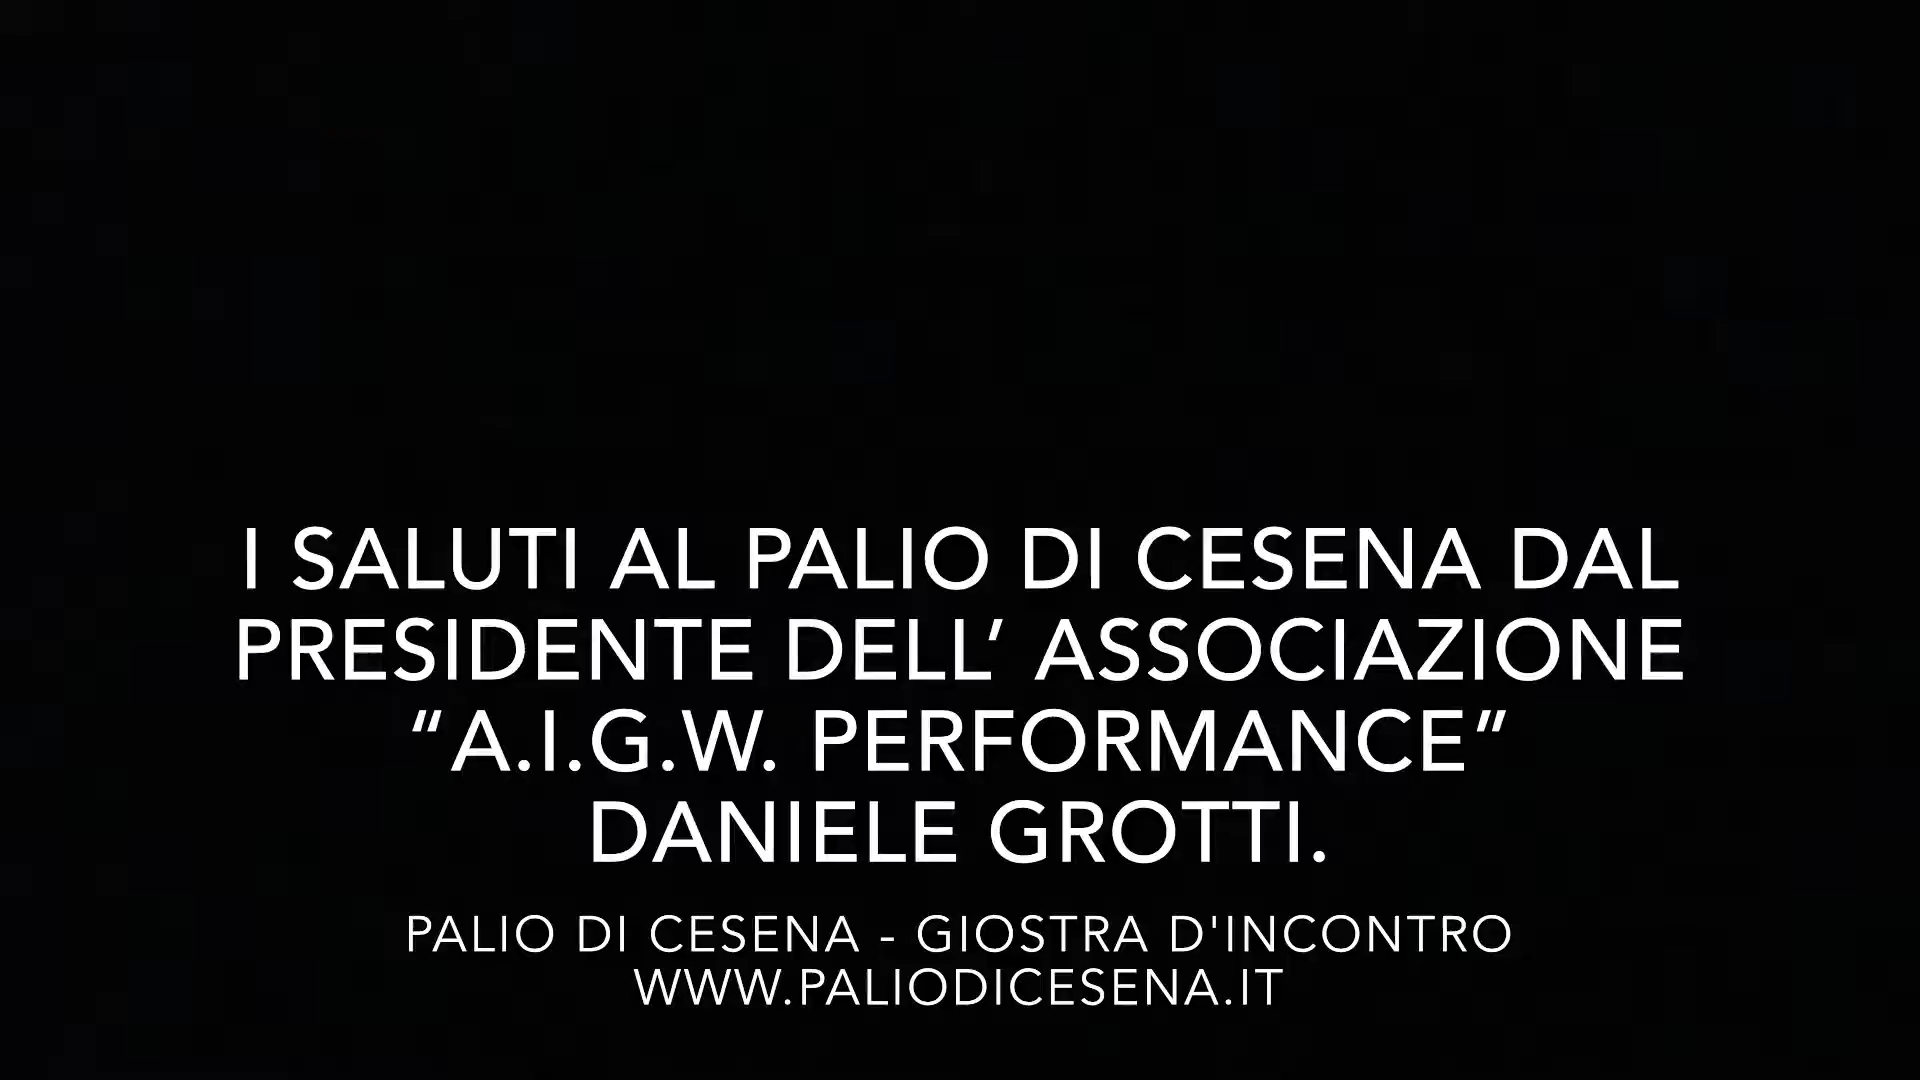 I SALUTI AL PALIO DI CESENA DAL
PRESIDENTE DELL’ ASSOCIAZIONE
“A.I.G.W. PERFORMANCE”
DANIELE GROTTI.
PALIO DI CESENA - GIOSTRA D'INCONTRO
WWW.PALIODICESENA.IT